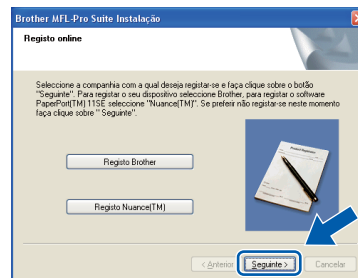 Brother MFL-Pro Suite Instalação
Registo online
Seleccione a companhia com a qual deseja registar-se e faça clique sobre o botão
"Seguinte". Para registar o seu dispositivo seleccione Brother, para registar o software
PaperPort(TM) 11SE seleccione "Nuance(TM)". Se preferir não registar-se neste momento
faça clique sobre " Seguinte".
Registo Brother
Registo Nuance(TM)
< Anterior
Seguinte >
Cancelar